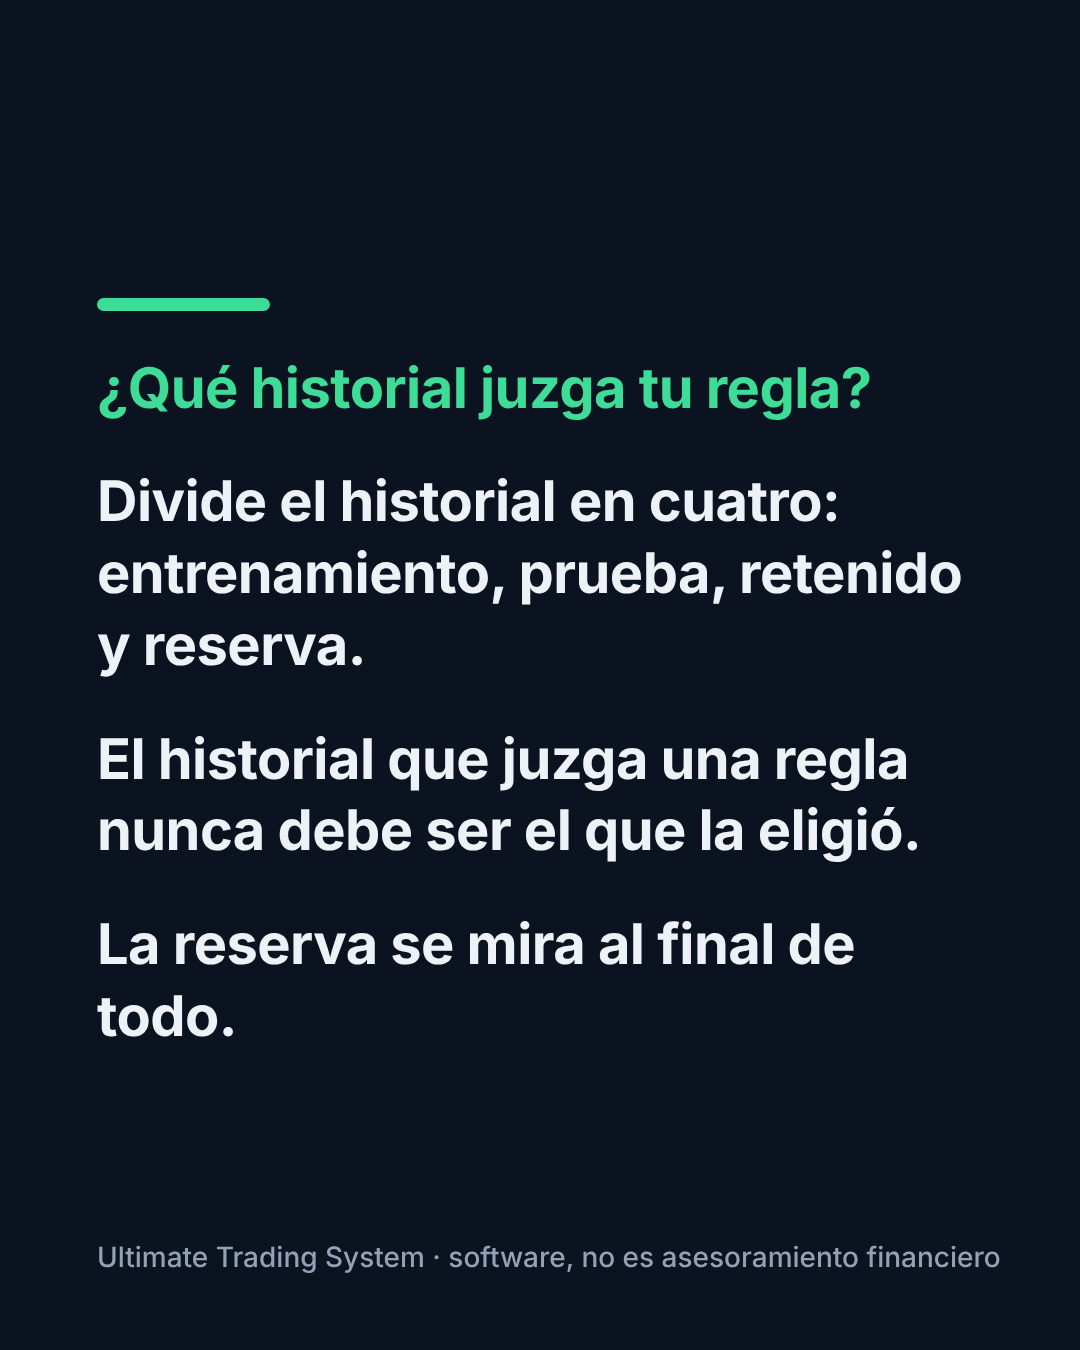 ¿Qué historial juzga tu regla?
Divide el historial en cuatro:
entrenamiento, prueba, retenido
y reserva.
El historial que juzga una regla
nunca debe ser el que la eligió.
La reserva se mira al final de
todo.
Ultimate Trading System · software, no es asesoramiento financiero